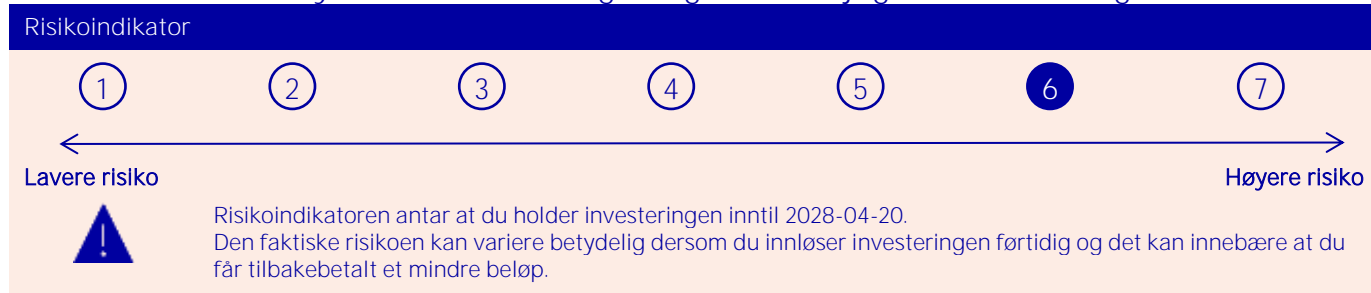 Risikoindikator
1 2 3 4 5 6 7
Lavere risiko Høyere risiko
Risikoindikatoren antar at du holder investeringen inntil 2028-04-20.
Den faktiske risikoen kan variere betydelig dersom du innløser investeringen førtidig og det kan innebære at du
får tilbakebetalt et mindre beløp.